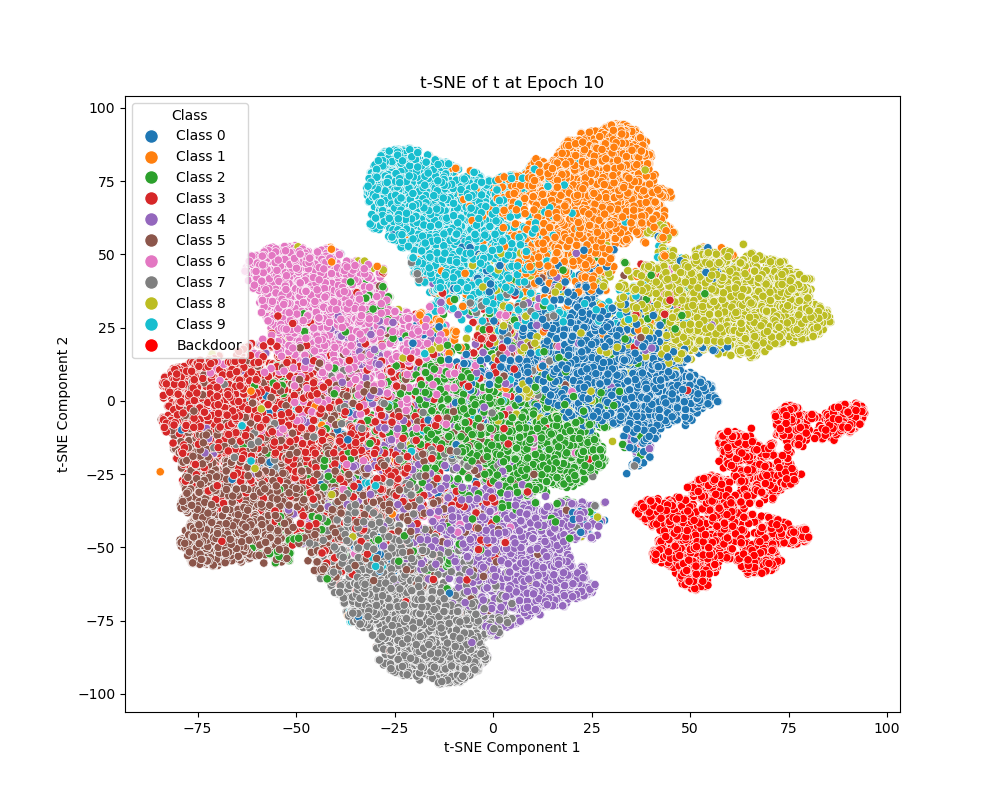 t-SNE of t at Epoch 10
Class
Class 0
Class 1
Class 2
Class 3
Class 4
Class 5
Class 6
Class 7
Class 8
Class 9
Backdoor
100
75
50
25
0
−25
−50
−75
−100
t-SNE Component 2
−75
−50
−25
0
25
50
75
100
t-SNE Component 1